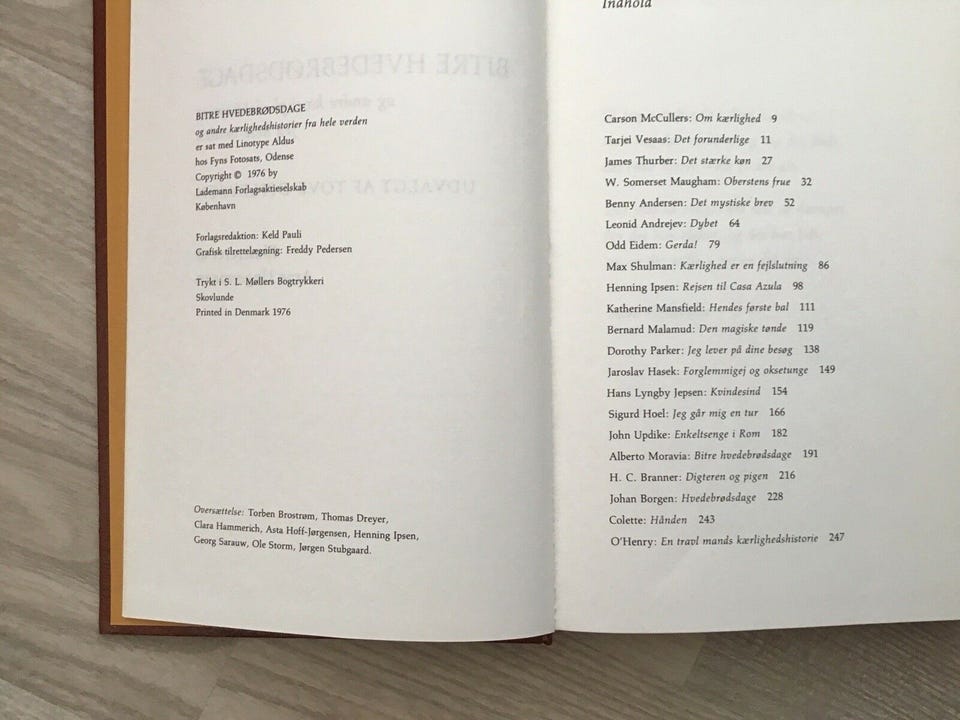 BITRE HVEDEBRØDSDAGE
og andre kærlighedshistorier fra hele verden
er sat med Linotype Aldus
hos Fyns Fotosats, Odense
Copyright © 1976 by
Lademann Forlagsaktieselskab
København
Forlagsredaktion: Keld Pauli
Grafisk tilrettelægning: Freddy Pedersen
Trykt i S. L. Møllers Bogtrykkeri
Skovlunde
Printed in Denmark 1976
Oversættelse: Torben Brostrøm, Thomas Dreyer,
Clara Hammerich, Asta Hoff-Jørgensen, Henning Ipsen,
Georg Sarauw, Ole Storm, Jørgen Stubgaard.
Indhold
Carson McCullers: Om kærlighed 9
Tarjei Vesaas: Det forunderlige 11
James Thurber: Det stærke køn 27
W. Somerset Maugham: Oberstens frue 32
Benny Andersen: Det mystiske brev 52
Leonid Andrejev: Dybet 64
Odd Eidem: Gerda! 79
Max Shulman: Kærlighed er en fejlslutning 86
Henning Ipsen: Rejsen til Casa Azula 98
Katherine Mansfield: Hendes første bal 111
Bernard Malamud: Den magiske tønde 119
Dorothy Parker: Jeg lever på dine besøg 138
Jaroslav Hasek: Forglemmigej og oksetunge 149
Hans Lyngby Jepsen: Kvindesind 154
Sigurd Hoel: Jeg går mig en tur 166
John Updike: Enkeltsenge i Rom 182
Alberto Moravia: Bitre hvedebrødsdage 191
H. C. Branner: Digteren og pigen 216
Johan Borgen: Hvedebrødsdage 228
Colette: Hånden 243
O'Henry: En travl mands kærlighedshistorie 247